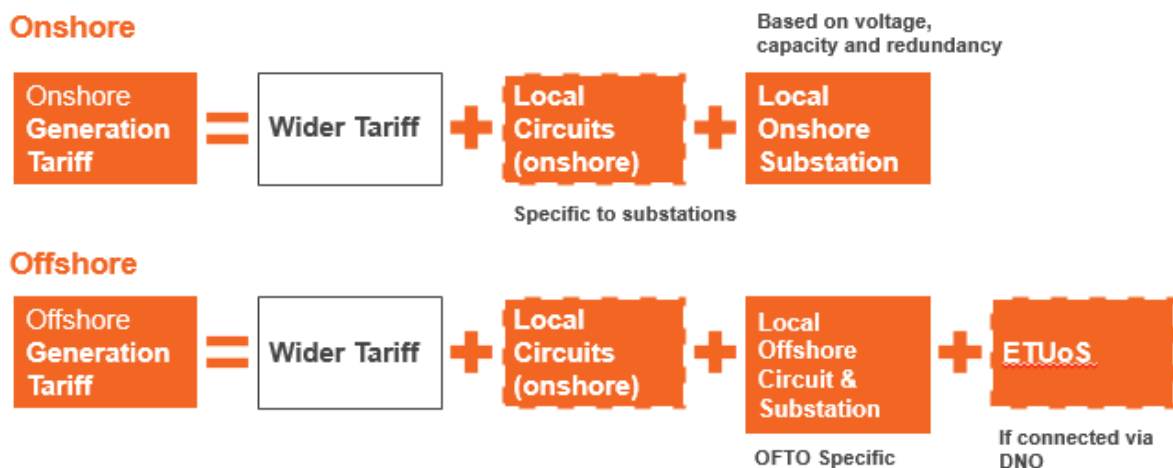 Onshore
Based on voltage,
capacity and redundancy
Onshore
Generation
Tariff
=
Wider Tariff
+
Local
Circuits
(onshore)
+
Local
Onshore
Substation
Specific to substations
Offshore
Offshore
Generation
Tariff
=
Wider Tariff
+
Local
Circuits
(onshore)
+
Local
Offshore
Circuit &
Substation
+
ETUoS
OFTO Specific
If connected via
DNO